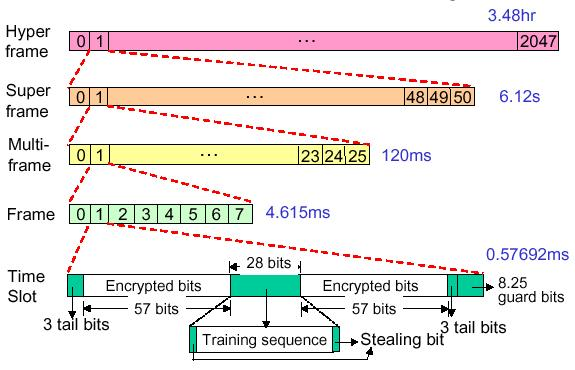 3.48hr
Hyper
frame
0 1 ... 2047
Super
frame
0 1 ... 48 49 50
6.12s
Multi-
frame
0 1 ... 23 24 25
120ms
Frame
0 1 2 3 4 5 6 7
4.615ms
0.57692ms
Time
Slot
28 bits
Encrypted bits
Encrypted bits
8.25
guard bits
57 bits
57 bits
3 tail bits
3 tail bits
Training sequence
Stealing bit